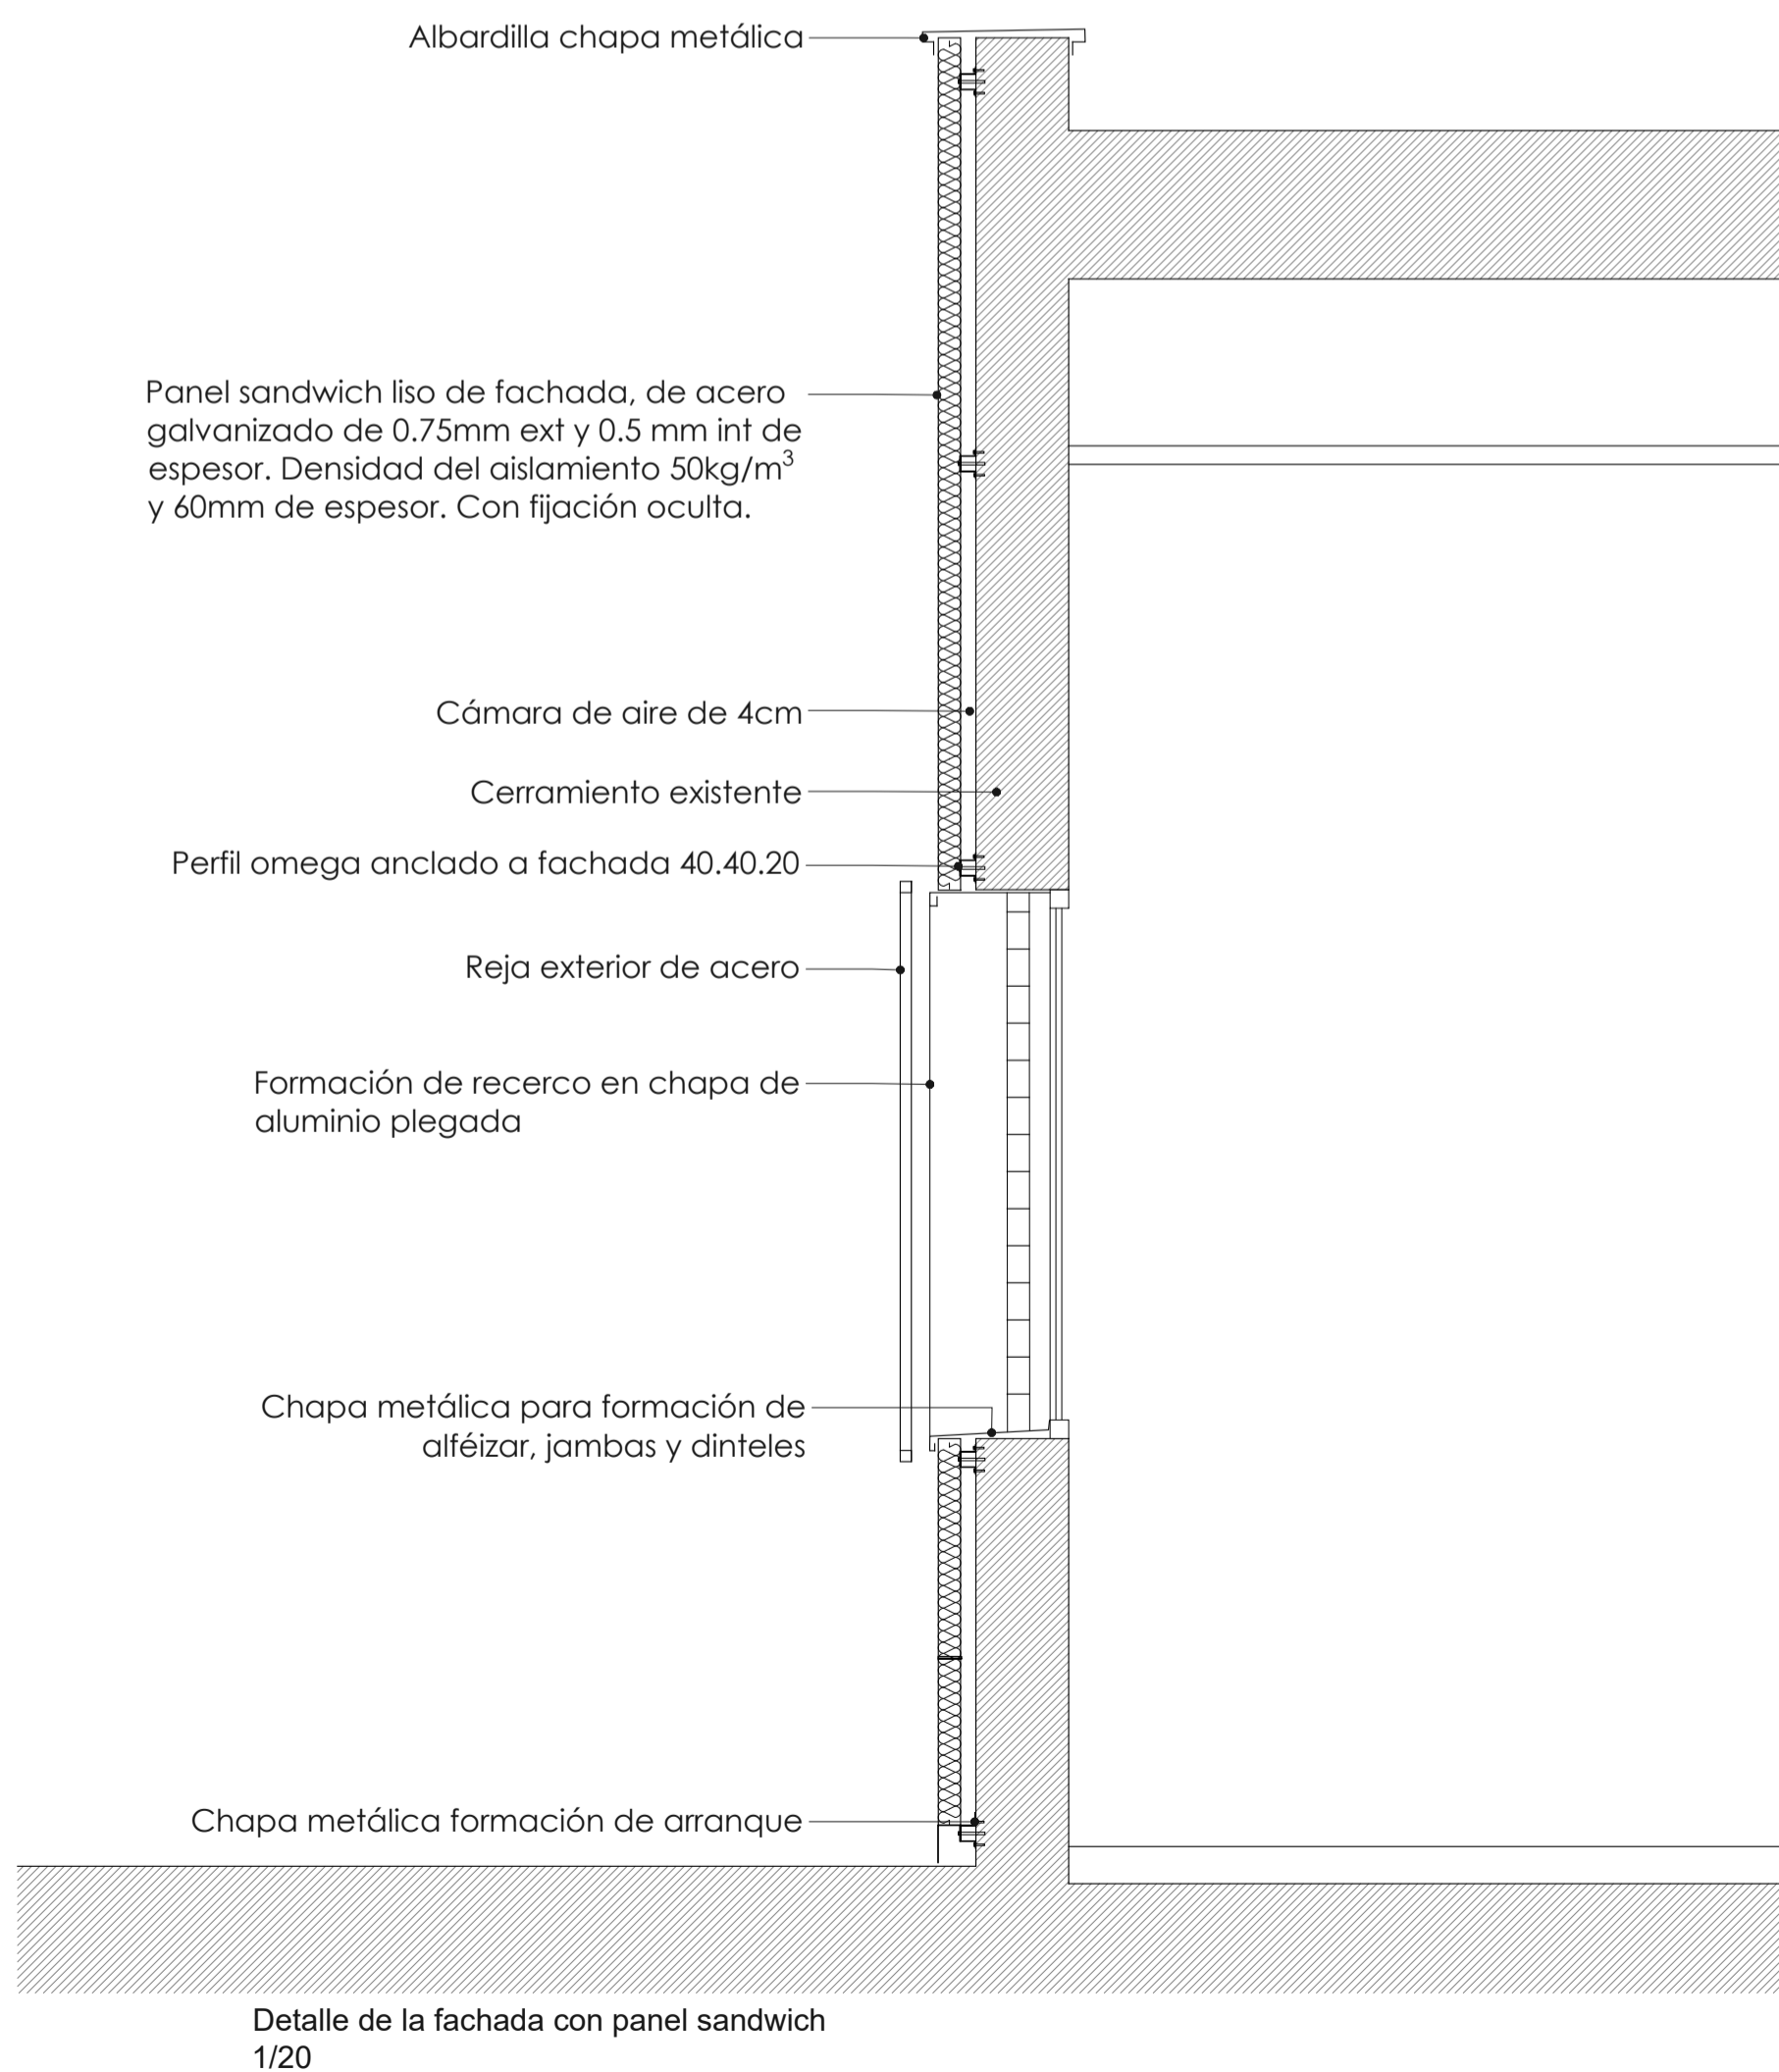 Albardilla chapa metálica
Panel sandwich liso de fachada, de acero
galvanizado de 0.75mm ext y 0.5 mm int de
espesor. Densidad del aislamiento 50kg/m³
y 60mm de espesor. Con fijación oculta.
Cámara de aire de 4cm
Cerramiento existente
Perfil omega anclado a fachada 40.40.20
Reja exterior de acero
Formación de recerco en chapa de
aluminio plegada
Chapa metálica para formación de
alféizar, jambas y dinteles
Chapa metálica formación de arranque
Detalle de la fachada con panel sandwich
1/20